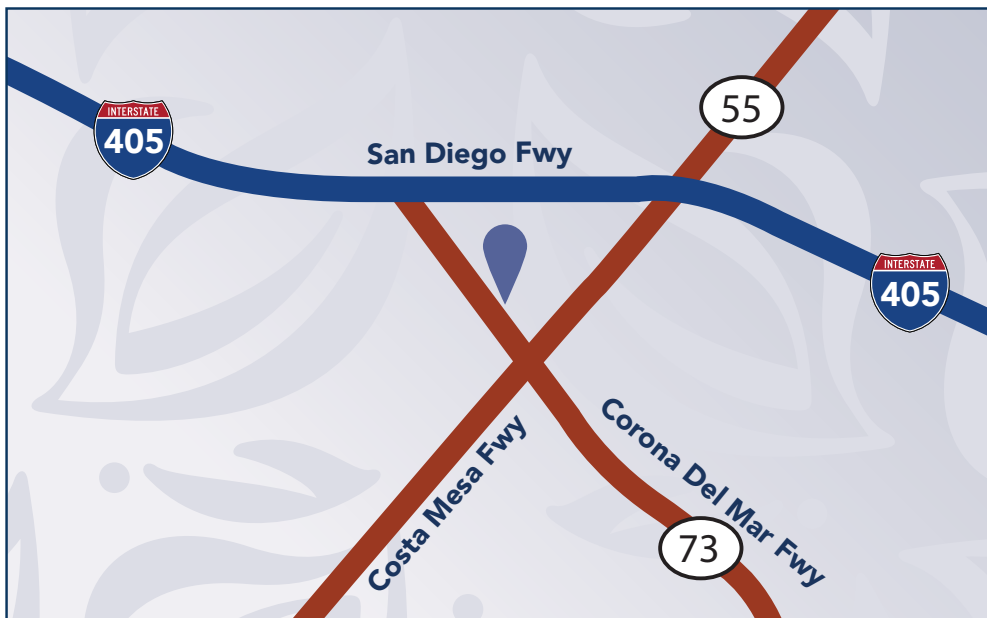 55
INTERSTATE
405
San Diego Fwy
INTERSTATE
405
Costa Mesa Fwy
Corona Del Mar Fwy
73